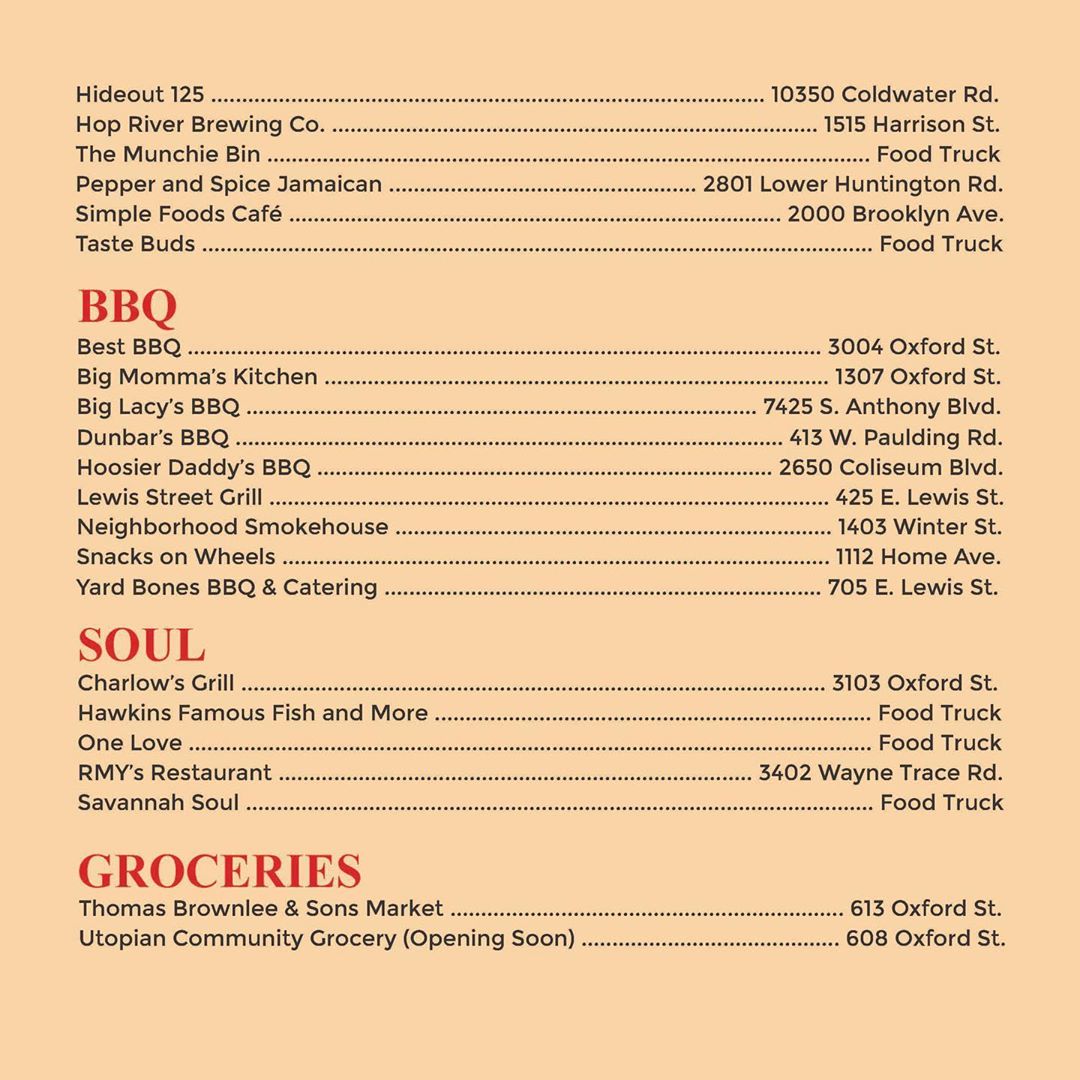 Hideout 125 ........................................................................................... 10350 Coldwater Rd.
Hop River Brewing Co. ................................................................................ 1515 Harrison St.
The Munchie Bin ................................................................................................... Food Truck
Pepper and Spice Jamaican .................................................. 2801 Lower Huntington Rd.
Simple Foods Café ................................................................................. 2000 Brooklyn Ave.
Taste Buds .............................................................................................................. Food Truck
BBQ
Best BBQ ........................................................................................................ 3004 Oxford St.
Big Momma’s Kitchen ................................................................................... 1307 Oxford St.
Big Lacy’s BBQ .................................................................................... 7425 S. Anthony Blvd.
Dunbar’s BBQ .......................................................................................... 413 W. Paulding Rd.
Hoosier Daddy’s BBQ ........................................................................... 2650 Coliseum Blvd.
Lewis Street Grill ............................................................................................ 425 E. Lewis St.
Neighborhood Smokehouse ........................................................................ 1403 Winter St.
Snacks on Wheels .......................................................................................... 1112 Home Ave.
Yard Bones BBQ & Catering ........................................................................ 705 E. Lewis St.
SOUL
Charlow’s Grill ................................................................................................ 3103 Oxford St.
Hawkins Famous Fish and More ........................................................................ Food Truck
One Love ................................................................................................................ Food Truck
RMY’s Restaurant .............................................................................. 3402 Wayne Trace Rd.
Savannah Soul ....................................................................................................... Food Truck
GROCERIES
Thomas Brownlee & Sons Market ................................................................. 613 Oxford St.
Utopian Community Grocery (Opening Soon) .......................................... 608 Oxford St.